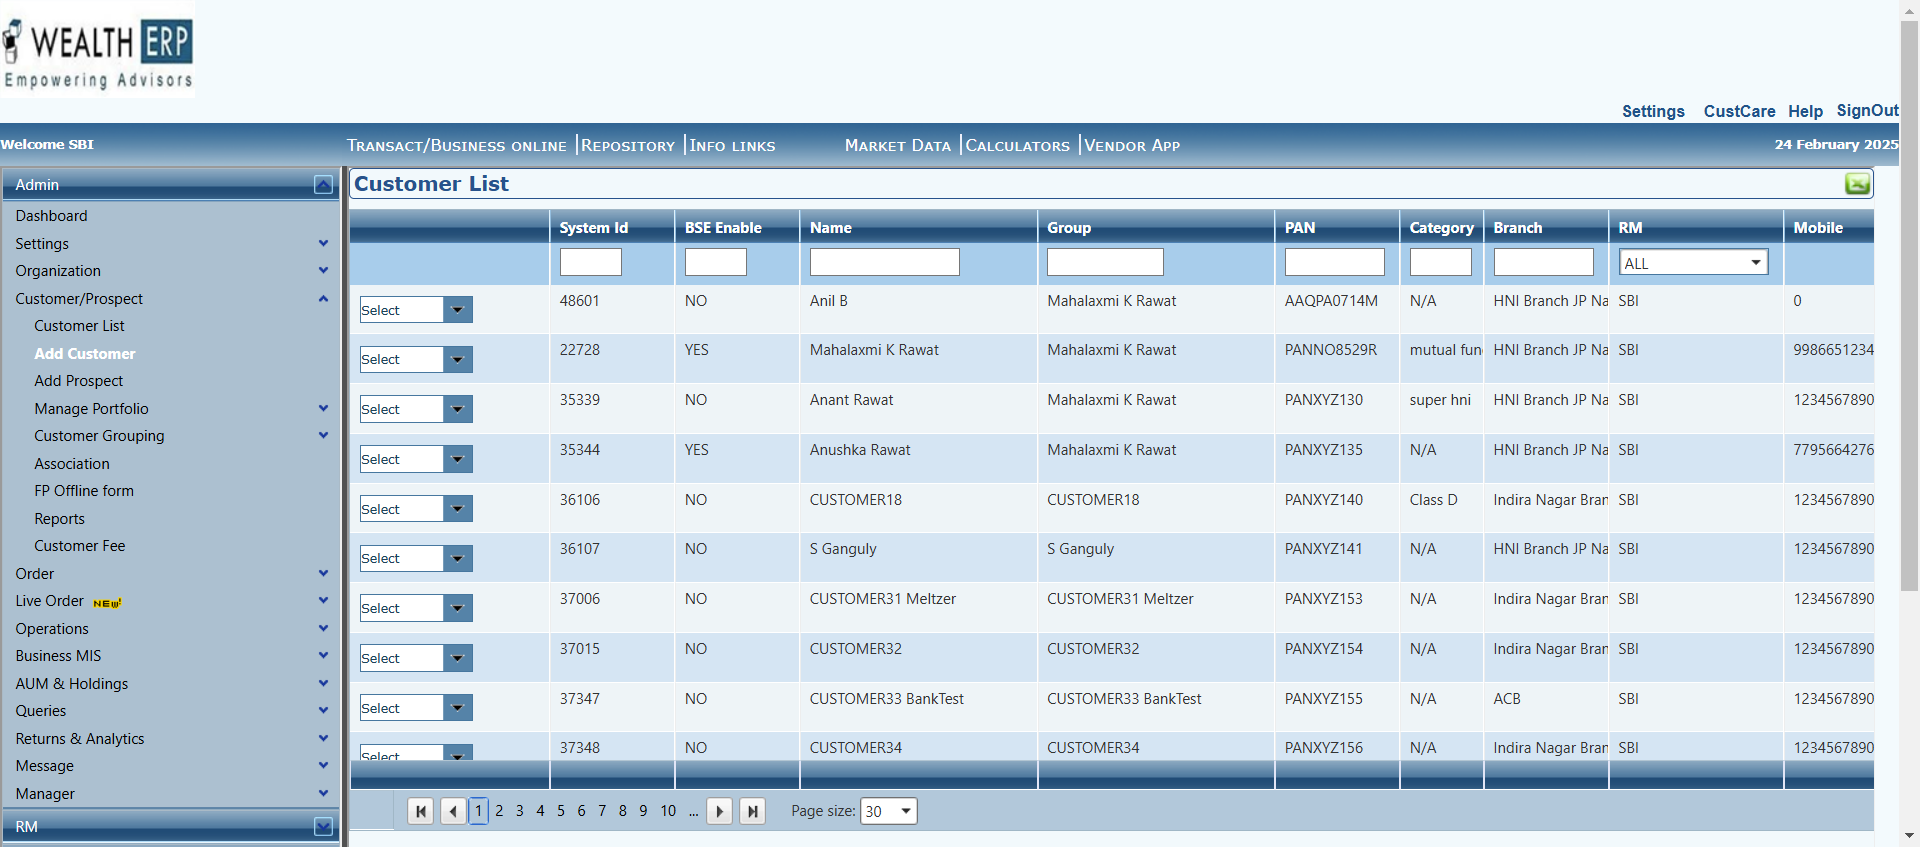 WEALTH ERP
Empowering Advisors
Settings CustCare Help SignOut
Welcome SBI
TRANSACT/BUSINESS ONLINE REPOSITORY INFO LINKS MARKET DATA CALCULATORS VENDOR APP
24 February 2025
Admin
Dashboard
Settings
Organization
Customer/Prospect
Customer List
Add Customer
Add Prospect
Manage Portfolio
Customer Grouping
Association
FP Offline form
Reports
Customer Fee
Order
Live Order NEW!
Operations
Business MIS
AUM & Holdings
Queries
Returns & Analytics
Message
Manager
RM
Customer List
System Id BSE Enable Name Group PAN Category Branch RM Mobile
ALL
Select 48601 NO Anil B Mahalaxmi K Rawat AAQPA0714M N/A HNI Branch JP Na SBI 0
Select 22728 YES Mahalaxmi K Rawat Mahalaxmi K Rawat PANNO8529R mutual fun HNI Branch JP Na SBI 9986651234
Select 35339 NO Anant Rawat Mahalaxmi K Rawat PANXYZ130 super hni HNI Branch JP Na SBI 1234567890
Select 35344 YES Anushka Rawat Mahalaxmi K Rawat PANXYZ135 N/A HNI Branch JP Na SBI 7795664276
Select 36106 NO CUSTOMER18 CUSTOMER18 PANXYZ140 Class D Indira Nagar Bran SBI 1234567890
Select 36107 NO S Ganguly S Ganguly PANXYZ141 N/A HNI Branch JP Na SBI 1234567890
Select 37006 NO CUSTOMER31 Meltzer CUSTOMER31 Meltzer PANXYZ153 N/A Indira Nagar Bran SBI 1234567890
Select 37015 NO CUSTOMER32 CUSTOMER32 PANXYZ154 N/A Indira Nagar Bran SBI 1234567890
Select 37347 NO CUSTOMER33 BankTest CUSTOMER33 BankTest PANXYZ155 N/A ACB SBI 1234567890
Select 37348 NO CUSTOMER34 CUSTOMER34 PANXYZ156 N/A Indira Nagar Bran SBI 1234567890
1 2 3 4 5 6 7 8 9 10 ... Page size: 30